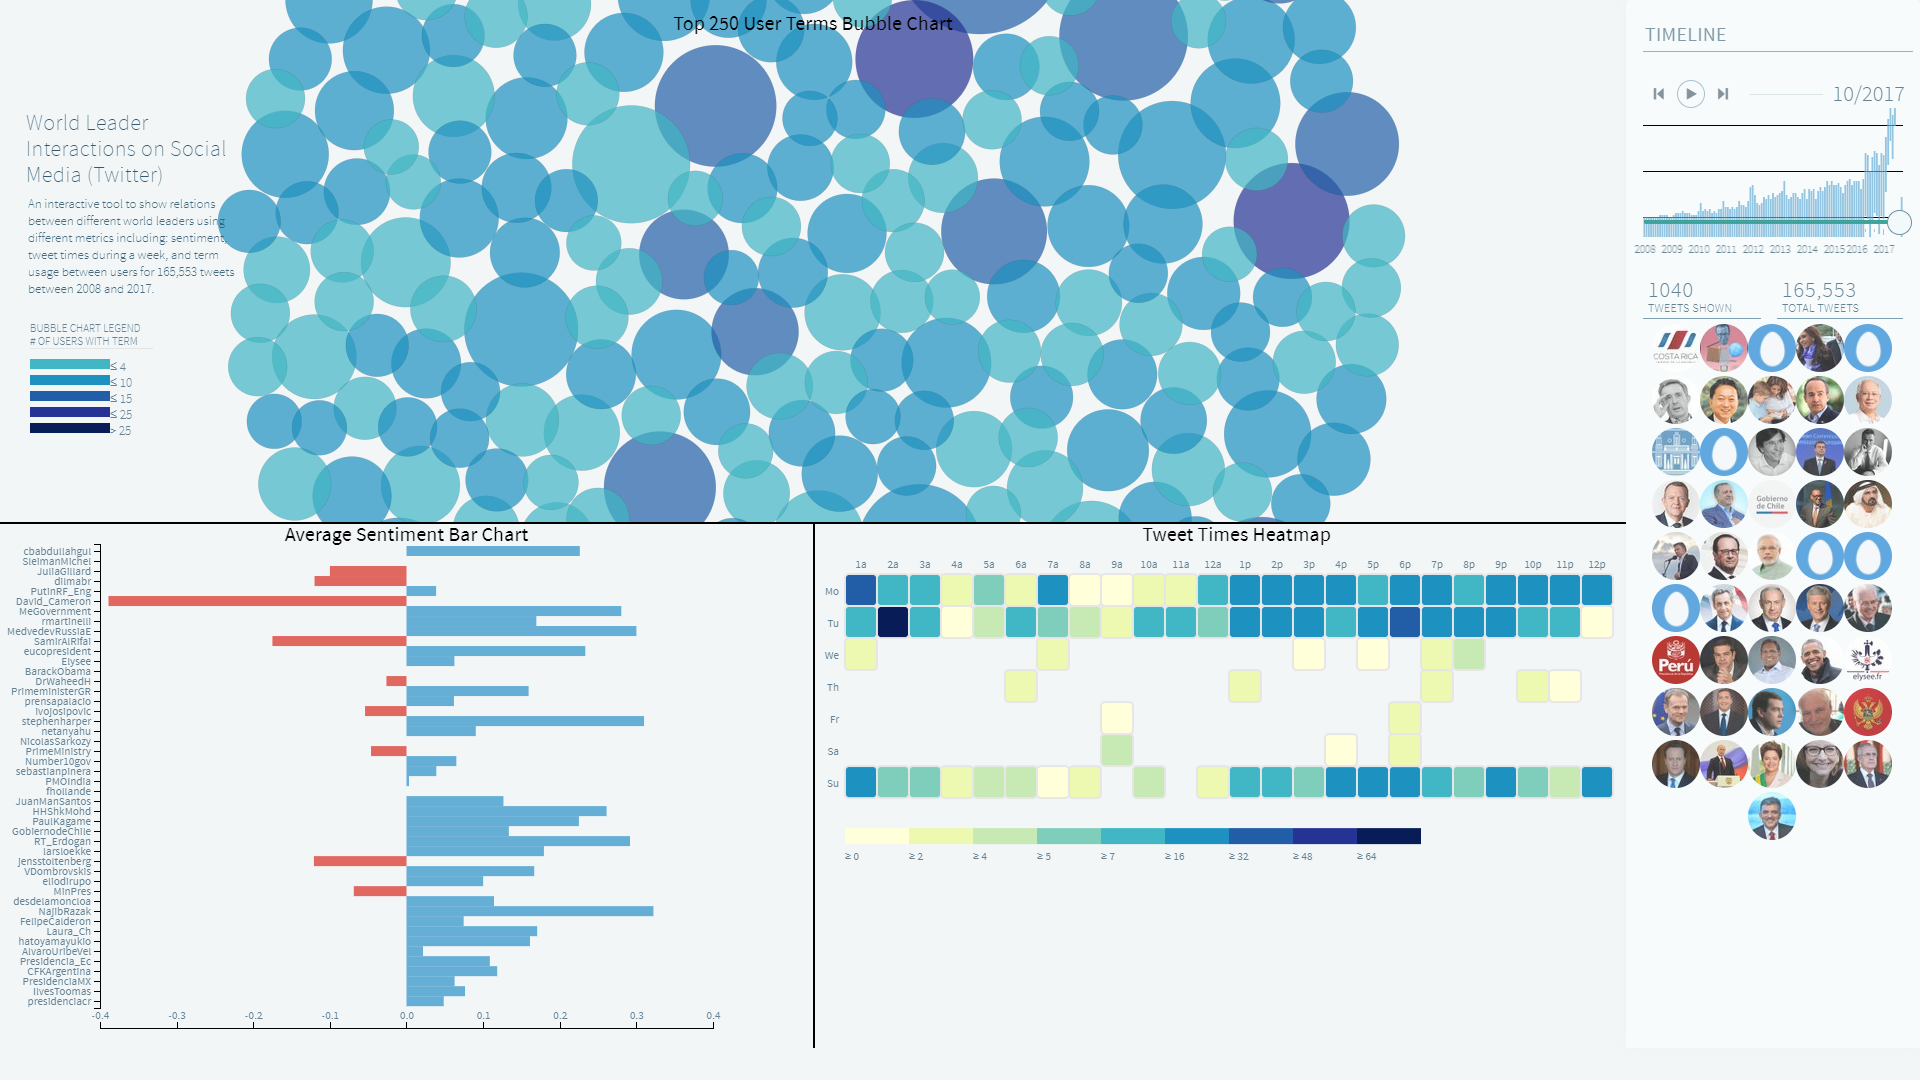 Top 250 User Terms Bubble Chart
World Leader
Interactions on Social
Media (Twitter)
An interactive tool to show relations
between different world leaders using
different metrics including: sentiment,
tweet times during a week, and term
usage between users for 165,553 tweets
between 2008 and 2017.
BUBBLE CHART LEGEND
# OF USERS WITH TERM
≤ 4
≤ 10
≤ 15
≤ 25
> 25
TIMELINE
10/2017
2008 2009 2010 2011 2012 2013 2014 2015 2016 2017
1040
TWEETS SHOWN
165,553
TOTAL TWEETS
COSTA RICA
Gobierno
de Chile
Perú
elysee.fr
Average Sentiment Bar Chart
cbabdullahgul
SleimanMichel
JuliaGillard
dilmabr
PutinRF_Eng
David_Cameron
MeGovernment
rmartinelli
MedvedevRussiaE
SamirAlRifai
eucopresident
Elysee
BarackObama
DrWaheedH
PrimeministerGR
prensapalacio
ivojosipovic
stephenharper
netanyahu
NicolasSarkozy
PrimeMinistry
Number10gov
sebastianpinera
PMOIndia
fhollande
JuanManSantos
HHShkMohd
PaulKagame
GobiernodeChile
RT_Erdogan
larsloekke
jensstoltenberg
VDombrovskis
eliodirupo
MinPres
desdelamoncloa
NajibRazak
FelipeCalderon
Laura_Ch
hatoyamayukio
AlvaroUribeVel
Presidencia_Ec
CFKArgentina
PresidenciaMX
IlvesToomas
presidenciacr
-0.4 -0.3 -0.2 -0.1 0.0 0.1 0.2 0.3 0.4
Tweet Times Heatmap
1a 2a 3a 4a 5a 6a 7a 8a 9a 10a 11a 12a 1p 2p 3p 4p 5p 6p 7p 8p 9p 10p 11p 12p
Mo
Tu
We
Th
Fr
Sa
Su
≥ 0 ≥ 2 ≥ 4 ≥ 5 ≥ 7 ≥ 16 ≥ 32 ≥ 48 ≥ 64